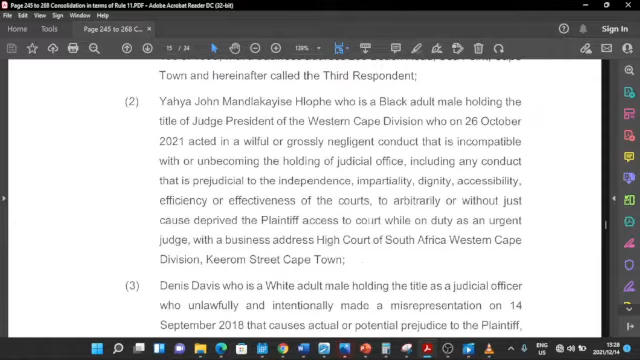 Page 245 to 268 Consolidation in terms of Rule 11.PDF - Adobe Acrobat Reader DC (32-bit)
File Edit View Sign Window Help
Home Tools Page 245 to 268 Co... × Sign In
15 / 24 128%
Town and hereinafter called the Third Respondent;
(2) Yahya John Mandlakayise Hlophe who is a Black adult male holding the
title of Judge President of the Western Cape Division who on 26 October
2021 acted in a wilful or grossly negligent conduct that is incompatible
with or unbecoming the holding of judicial office, including any conduct
that is prejudicial to the independence, impartiality, dignity, accessibility,
efficiency or effectiveness of the courts, to arbitrarily or without just
cause deprived the Plaintiff access to court while on duty as an urgent
judge, with a business address High Court of South Africa Western Cape
Division, Keerom Street Cape Town;
(3) Denis Davis who is a White adult male holding the title as a judicial officer
who unlawfully and intentionally made a misrepresentation on 14
September 2018 that causes actual or potential prejudice to the Plaintiff,
ENG
US
13:28
2021/12/14